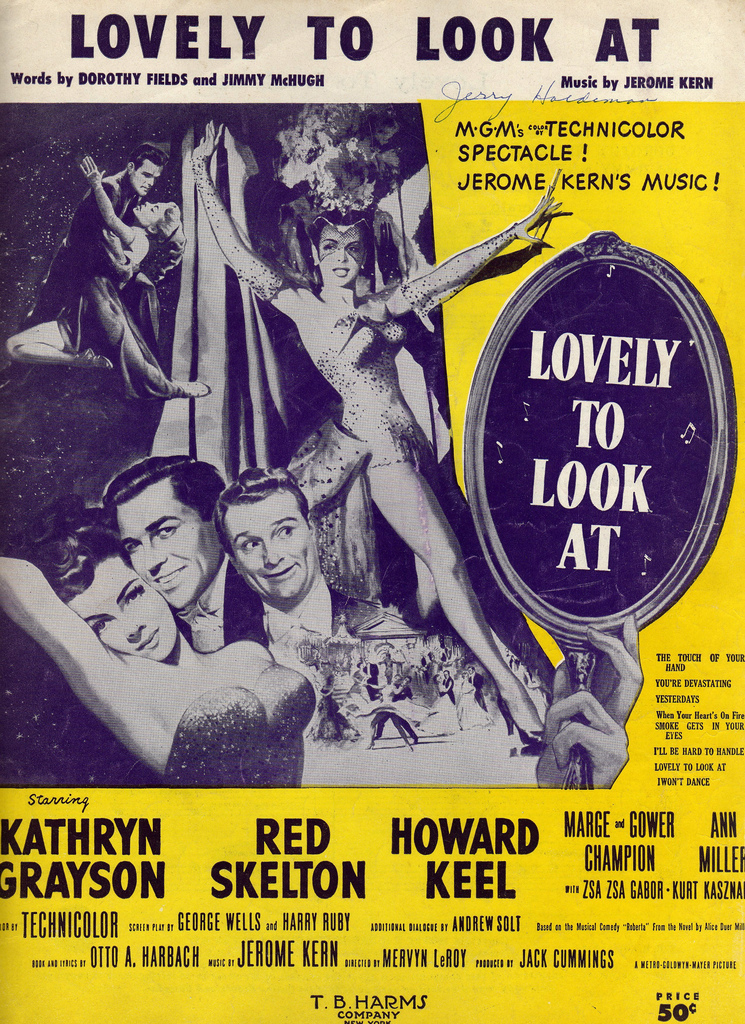 LOVELY TO LOOK AT
Words by DOROTHY FIELDS and JIMMY McHUGH
Music by JEROME KERN
Jerry Haldeman
M·G·M's COLOR BY TECHNICOLOR
SPECTACLE!
JEROME KERN'S MUSIC!
LOVELY
TO
LOOK
AT
THE TOUCH OF YOUR
HAND
YOU'RE DEVASTATING
YESTERDAYS
When Your Heart's On Fire
SMOKE GETS IN YOUR
EYES
I'LL BE HARD TO HANDLE
LOVELY TO LOOK AT
I WON'T DANCE
Starring
KATHRYN
GRAYSON
RED
SKELTON
HOWARD
KEEL
MARGE and GOWER
CHAMPION
ANN
MILLER
WITH ZSA ZSA GABOR · KURT KASZNA
OR BY TECHNICOLOR SCREEN PLAY BY GEORGE WELLS and HARRY RUBY ADDITIONAL DIALOGUE BY ANDREW SOLT Based on the Musical Comedy "Roberta" From the Novel by Alice Duer Mill
BOOK AND LYRICS BY OTTO A. HARBACH MUSIC BY JEROME KERN DIRECTED BY MERVYN LeROY PRODUCED BY JACK CUMMINGS A METRO-GOLDWYN-MAYER PICTURE
T. B. HARMS
COMPANY
NEW YORK
PRICE
50¢